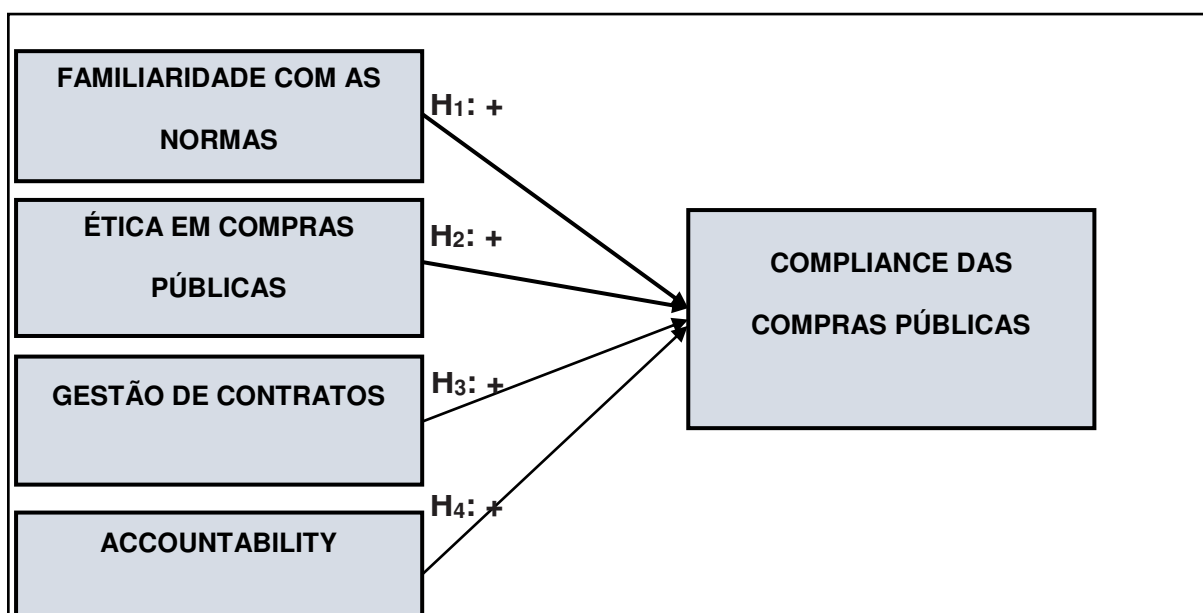 FAMILIARIDADE COM AS
NORMAS
H1: +
ÉTICA EM COMPRAS
PÚBLICAS
H2: +
GESTÃO DE CONTRATOS
H3: +
ACCOUNTABILITY
H4: +
COMPLIANCE DAS
COMPRAS PÚBLICAS